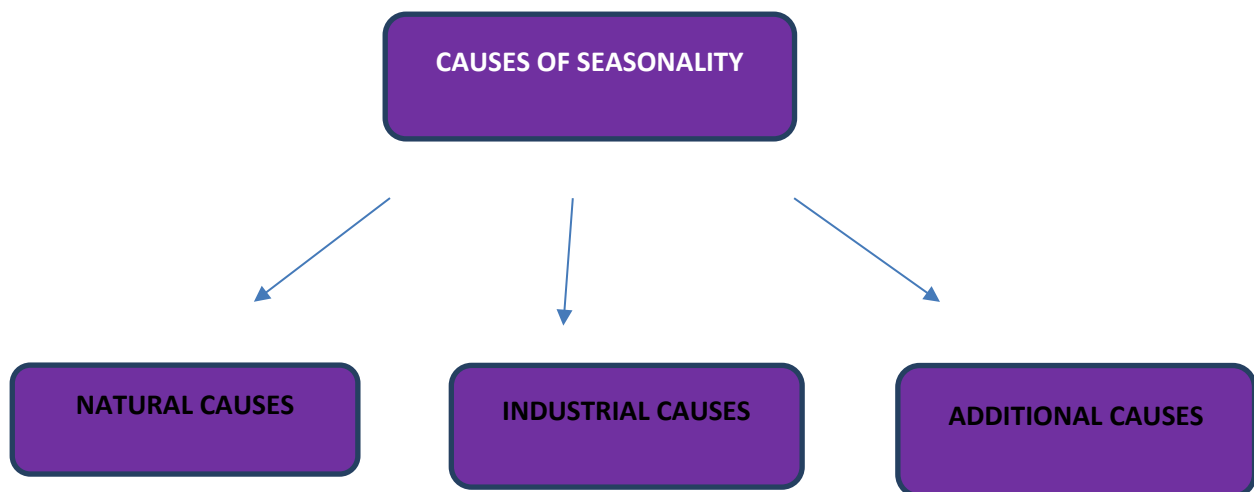 CAUSES OF SEASONALITY
NATURAL CAUSES
INDUSTRIAL CAUSES
ADDITIONAL CAUSES